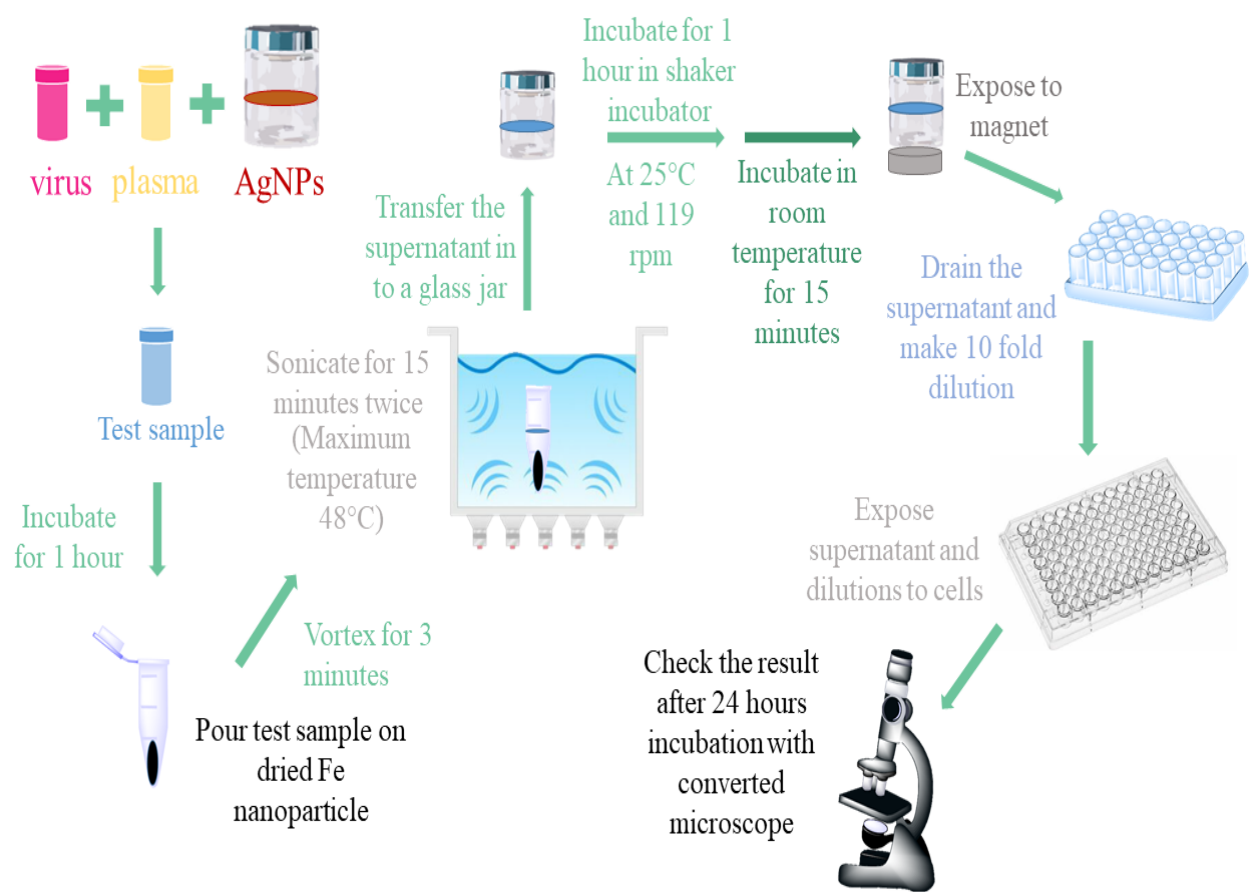 virus
plasma
AgNPs
Test sample
Incubate
for 1 hour
Pour test sample on
dried Fe
nanoparticle
Vortex for 3
minutes
Sonicate for 15
minutes twice
(Maximum
temperature
48°C)
Transfer the
supernatant in
to a glass jar
Incubate for 1
hour in shaker
incubator
At 25°C
and 119
rpm
Incubate in
room
temperature
for 15
minutes
Expose to
magnet
Drain the
supernatant and
make 10 fold
dilution
Expose
supernatant and
dilutions to cells
Check the result
after 24 hours
incubation with
converted
microscope